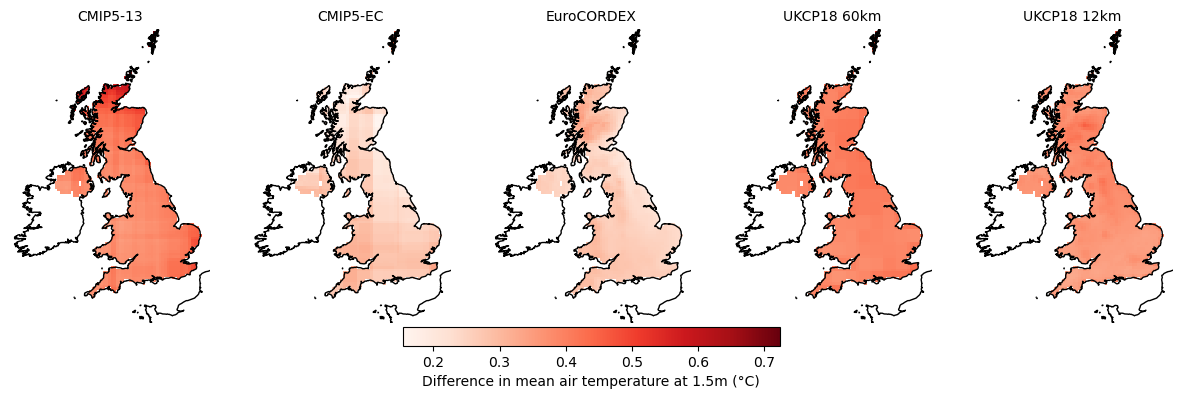 CMIP5-13
CMIP5-EC
EuroCORDEX
UKCP18 60km
UKCP18 12km
0.2 0.3 0.4 0.5 0.6 0.7
Difference in mean air temperature at 1.5m (°C)